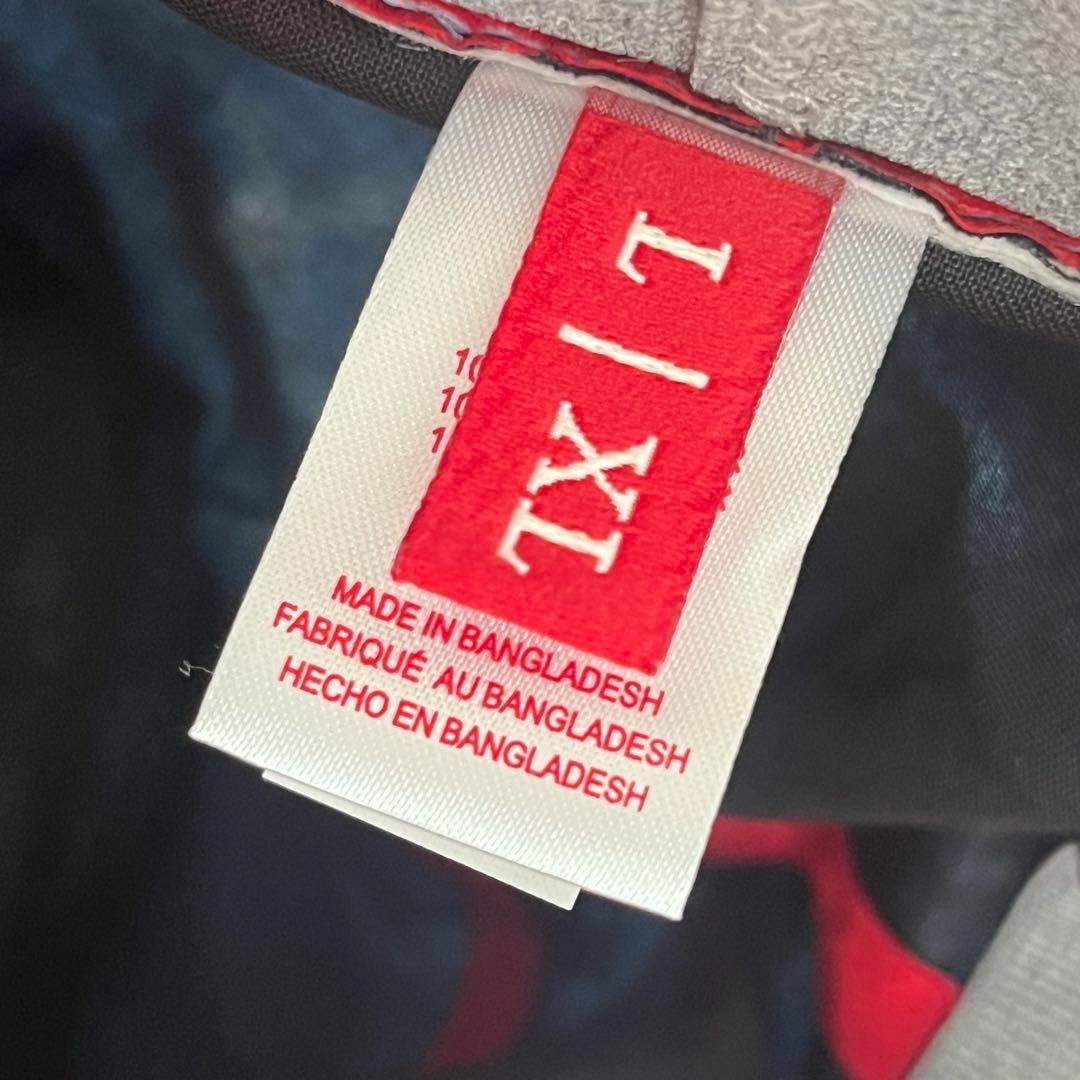 L | XL
MADE IN BANGLADESH
FABRIQUÉ AU BANGLADESH
HECHO EN BANGLADESH